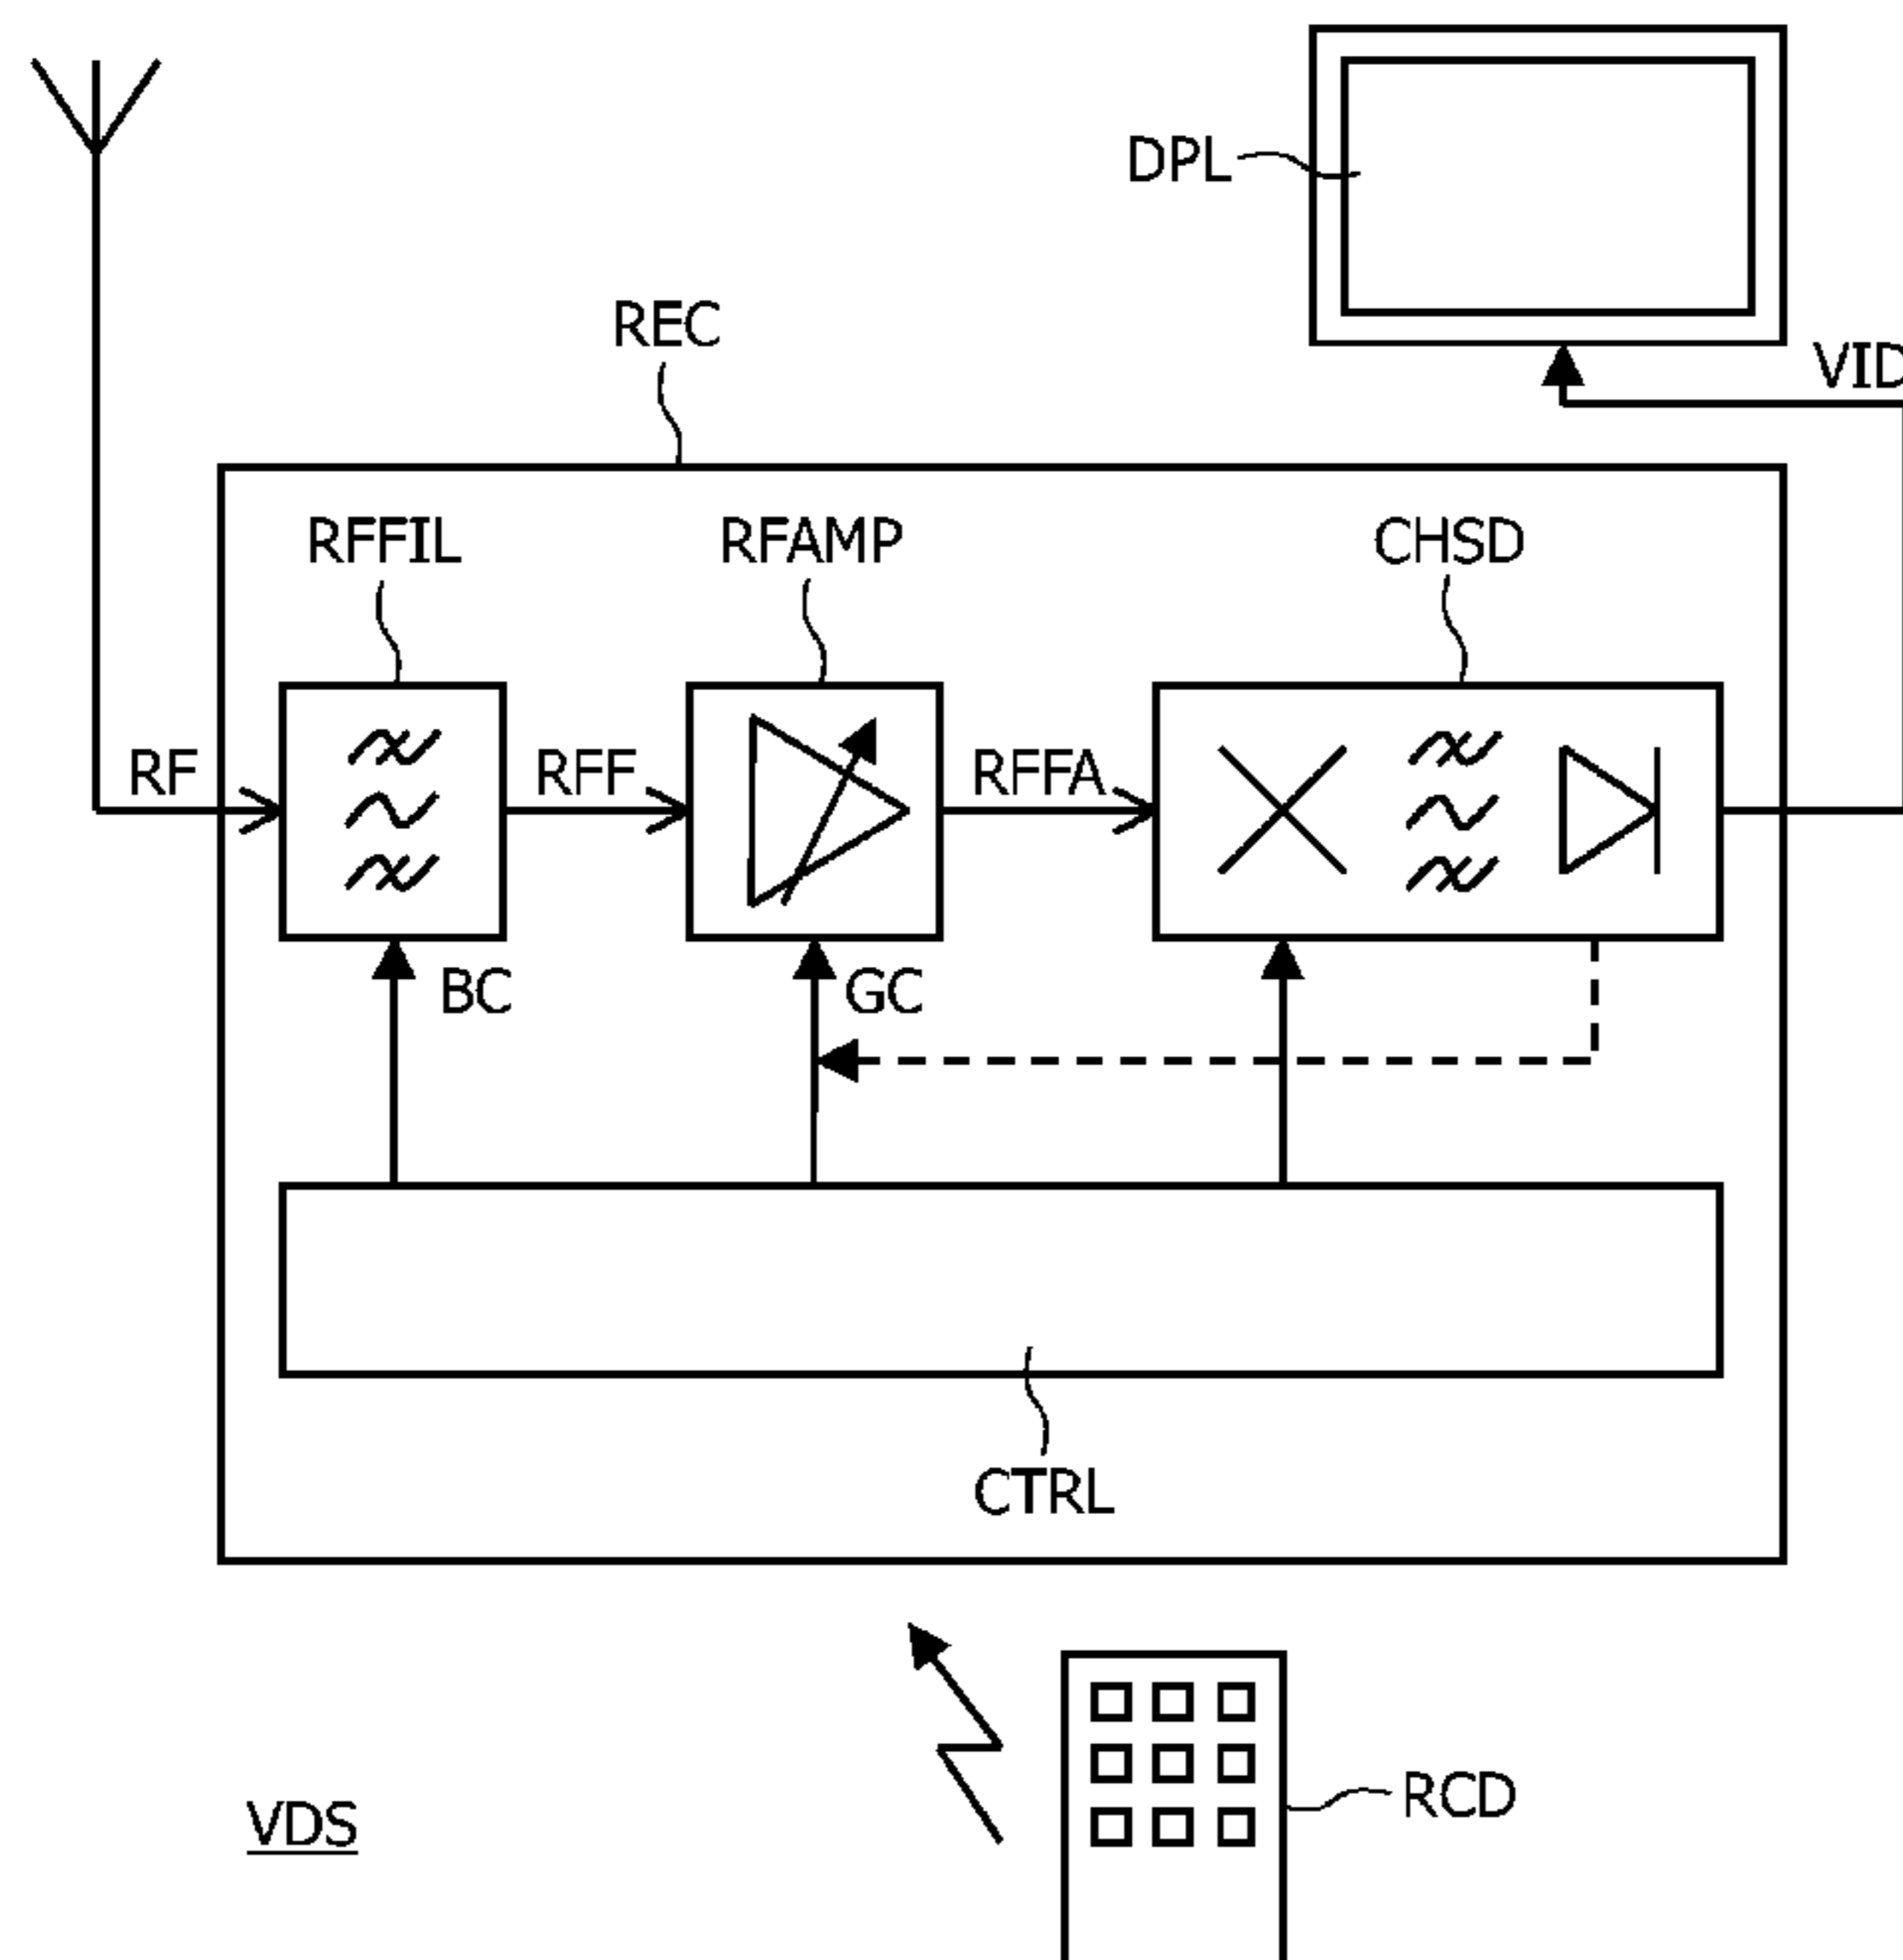 DPL
REC
VID
RFFIL
RFAMP
CHSD
RF
RFF
RFFA
BC
GC
CTRL
RCD
VDS